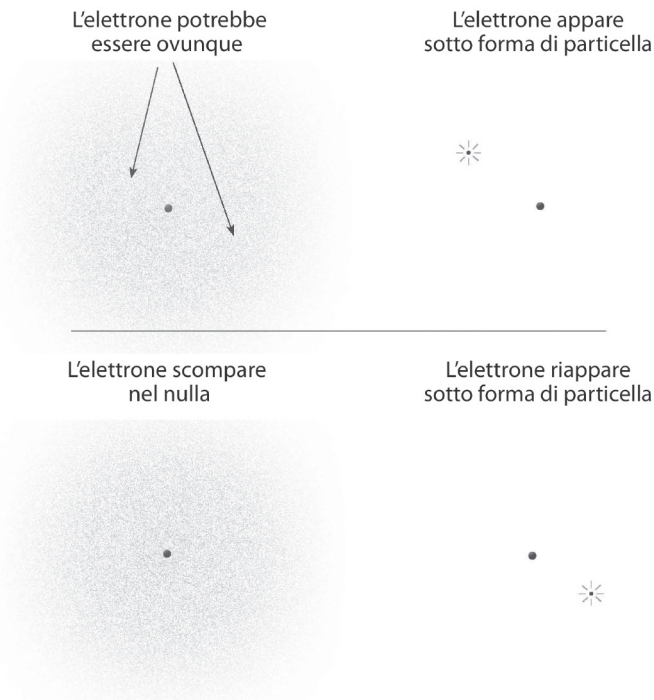 L'elettrone potrebbe
essere ovunque
L'elettrone appare
sotto forma di particella
L'elettrone scompare
nel nulla
L'elettrone riappare
sotto forma di particella